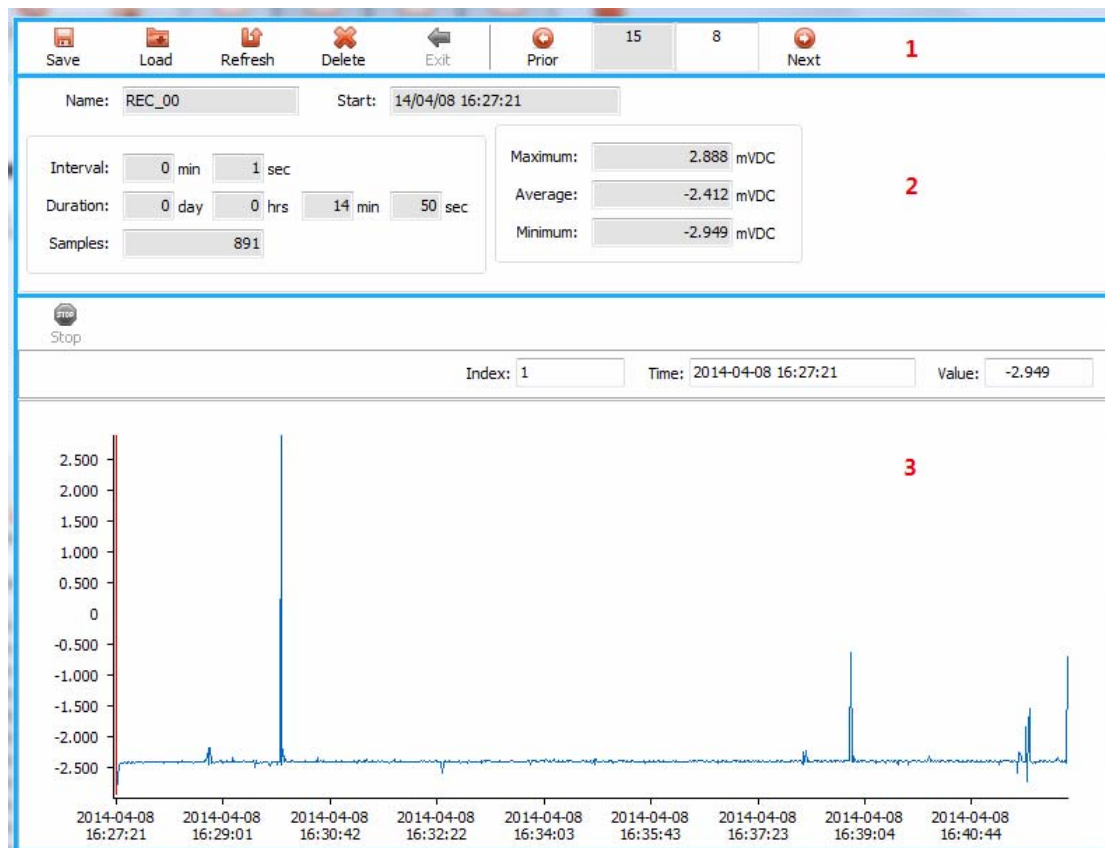 Save Load Refresh Delete Exit Prior 15 8 Next 1
Name: REC_00 Start: 14/04/08 16:27:21
Interval: 0 min 1 sec
Duration: 0 day 0 hrs 14 min 50 sec
Samples: 891
Maximum: 2.888 mVDC
Average: -2.412 mVDC
Minimum: -2.949 mVDC
2
STOP
Stop
Index: 1 Time: 2014-04-08 16:27:21 Value: -2.949
3
2.500
2.000
1.500
1.000
0.500
0
-0.500
-1.000
-1.500
-2.000
-2.500
2014-04-08 2014-04-08 2014-04-08 2014-04-08 2014-04-08 2014-04-08 2014-04-08 2014-04-08 2014-04-08
16:27:21 16:29:01 16:30:42 16:32:22 16:34:03 16:35:43 16:37:23 16:39:04 16:40:44